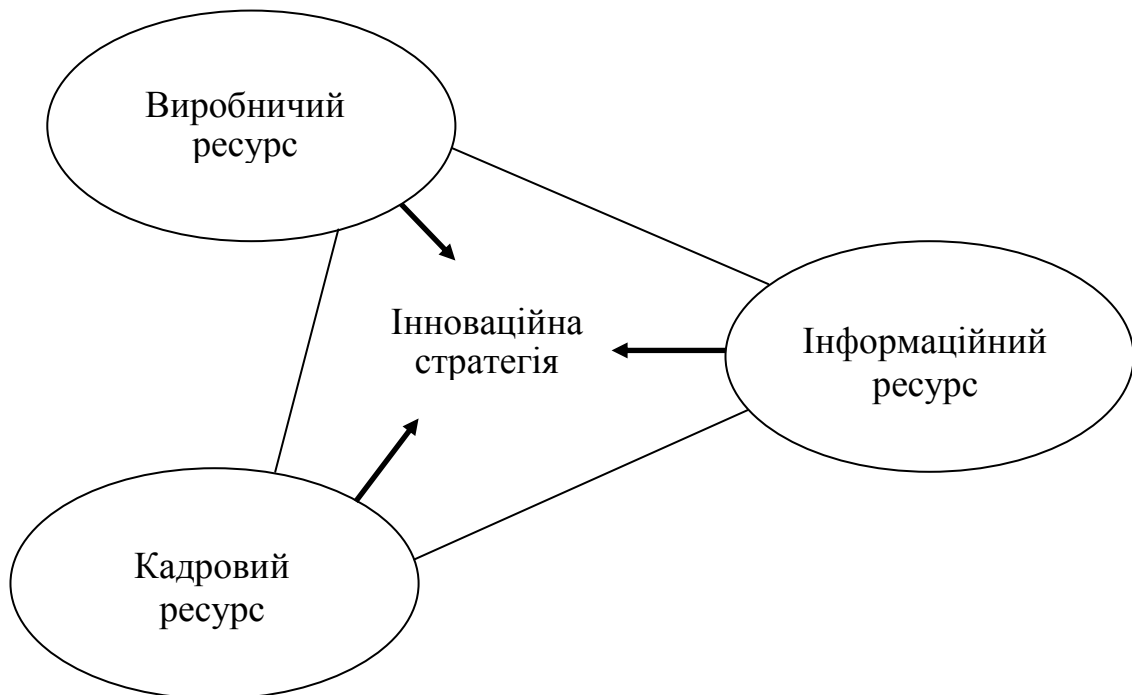 Виробничий
ресурс
Інноваційна
стратегія
Інформаційний
ресурс
Кадровий
ресурс